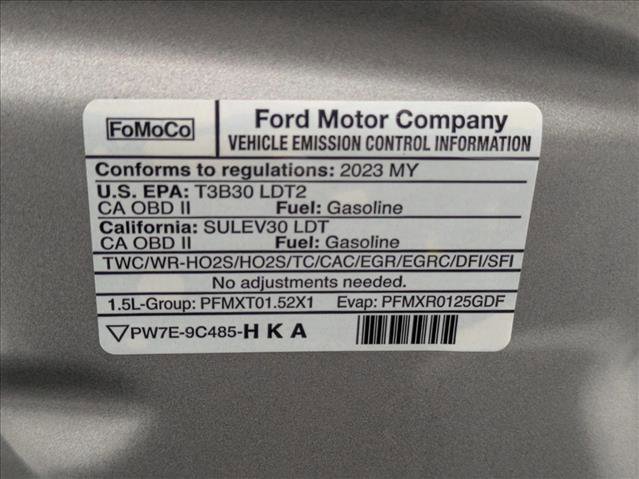 FoMoCo
Ford Motor Company
VEHICLE EMISSION CONTROL INFORMATION
Conforms to regulations: 2023 MY
U.S. EPA: T3B30 LDT2
CA OBD II Fuel: Gasoline
California: SULEV30 LDT
CA OBD II Fuel: Gasoline
TWC/WR-HO2S/HO2S/TC/CAC/EGR/EGRC/DFI/SFI
No adjustments needed.
1.5L-Group: PFMXT01.52X1 Evap: PFMXR0125GDF
PW7E-9C485-H K A